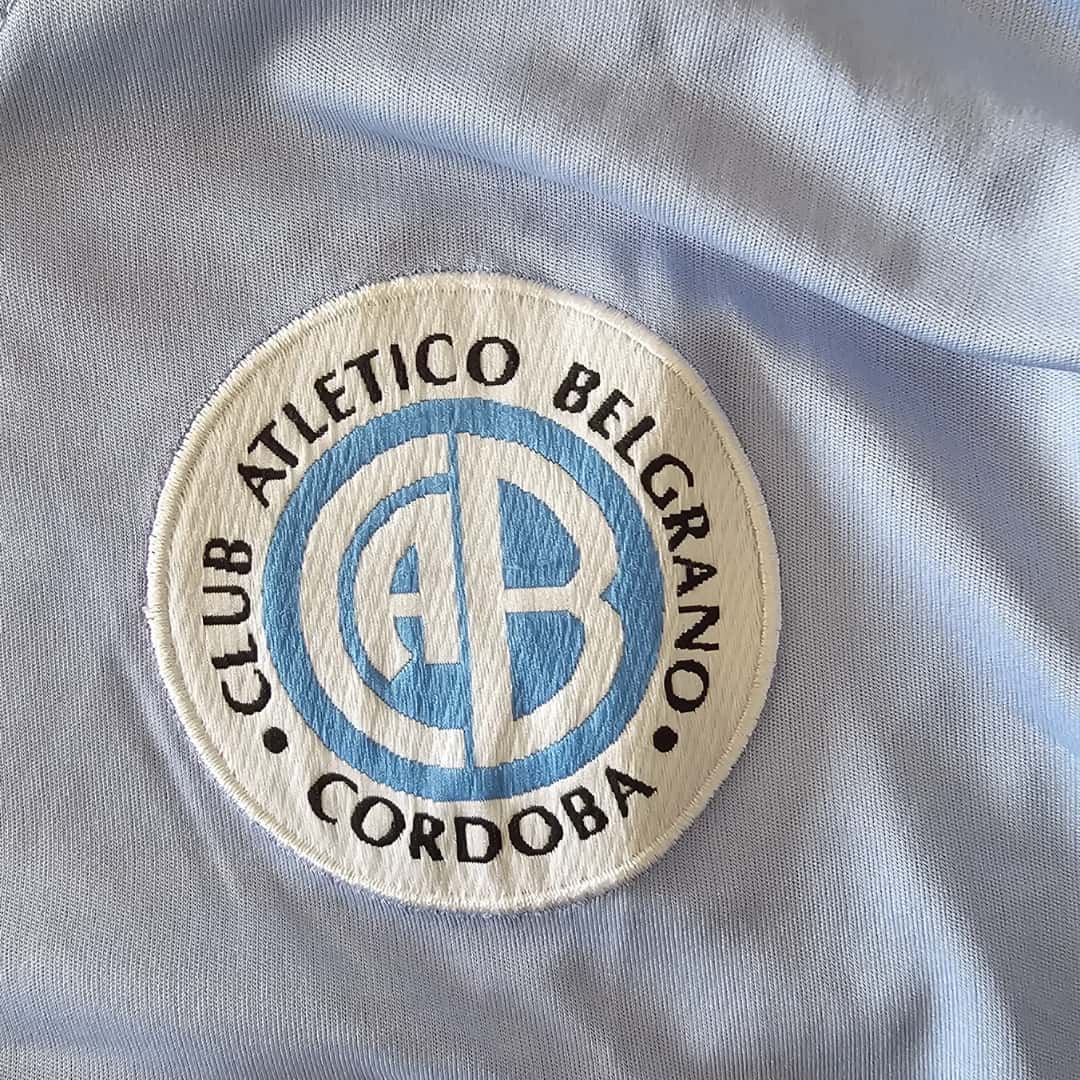 CLUB ATLETICO BELGRANO
CAB
• CORDOBA •